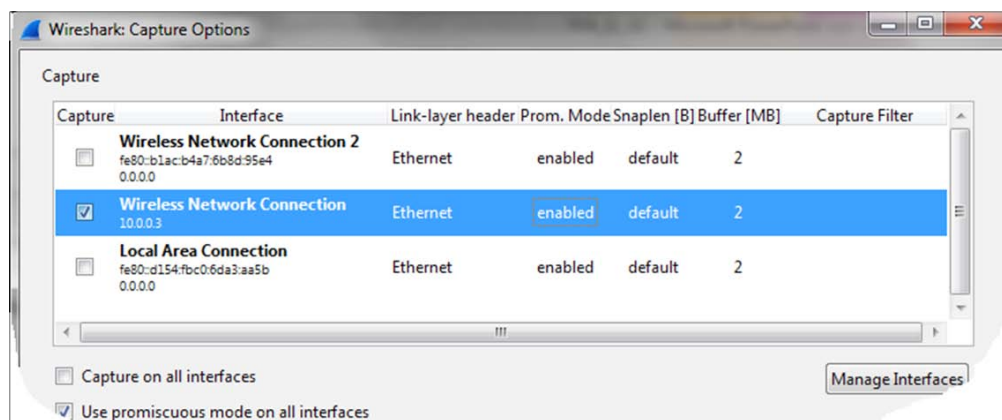 Wireshark: Capture Options
Capture
Capture Interface Link-layer header Prom. Mode Snaplen [B] Buffer [MB] Capture Filter
Wireless Network Connection 2
fe80::b1ac:b4a7:6b8d:95e4 Ethernet enabled default 2
0.0.0.0
Wireless Network Connection
10.0.0.3 Ethernet enabled default 2
Local Area Connection
fe80::d154:fbc0:6da3:aa5b Ethernet enabled default 2
0.0.0.0
Capture on all interfaces
Manage Interfaces
Use promiscuous mode on all interfaces